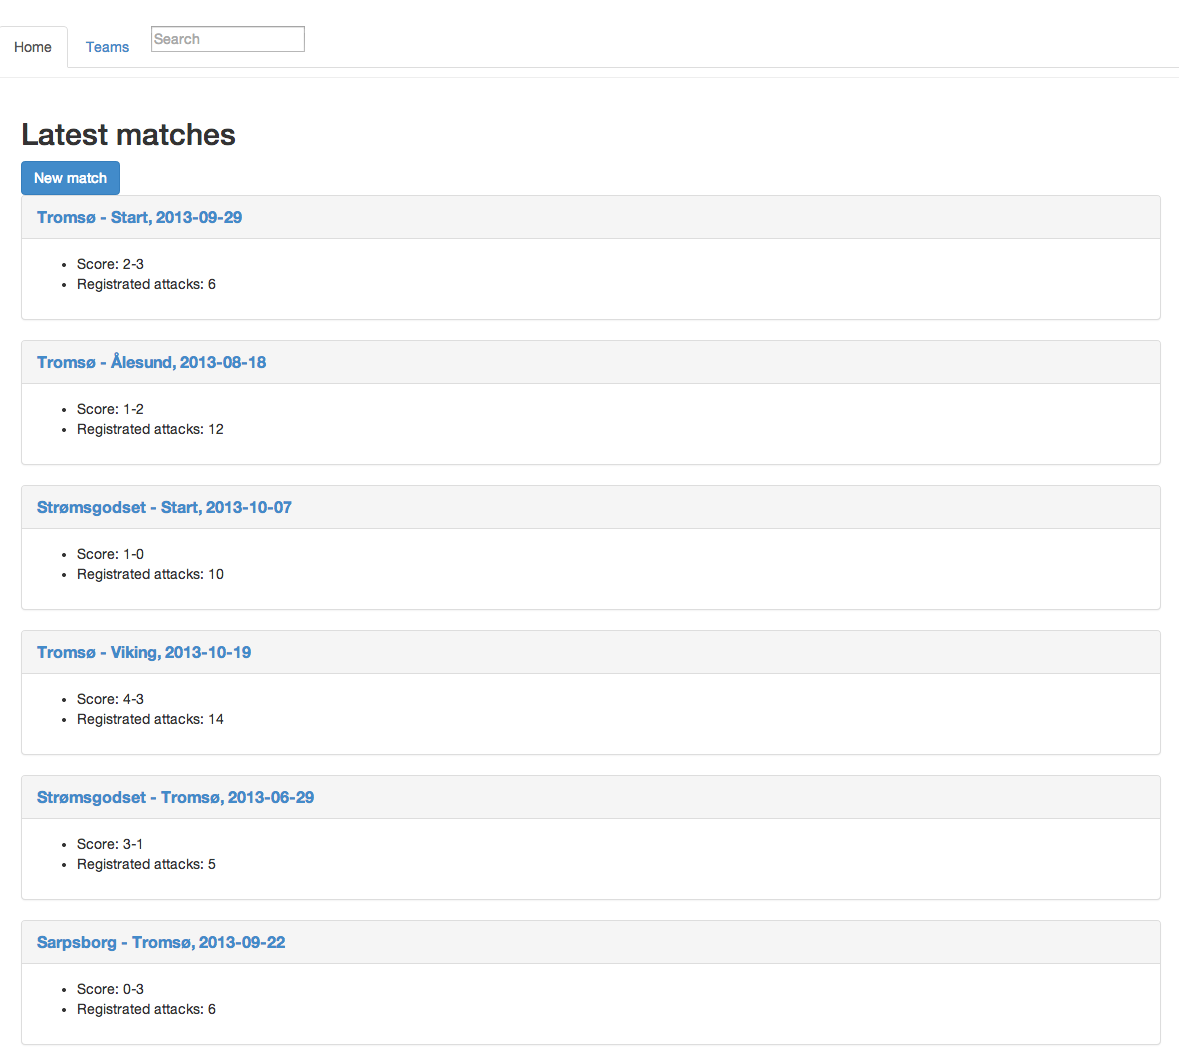 Home Teams Search
Latest matches
New match
Tromsø - Start, 2013-09-29
• Score: 2-3
• Registrated attacks: 6
Tromsø - Ålesund, 2013-08-18
• Score: 1-2
• Registrated attacks: 12
Strømsgodset - Start, 2013-10-07
• Score: 1-0
• Registrated attacks: 10
Tromsø - Viking, 2013-10-19
• Score: 4-3
• Registrated attacks: 14
Strømsgodset - Tromsø, 2013-06-29
• Score: 3-1
• Registrated attacks: 5
Sarpsborg - Tromsø, 2013-09-22
• Score: 0-3
• Registrated attacks: 6